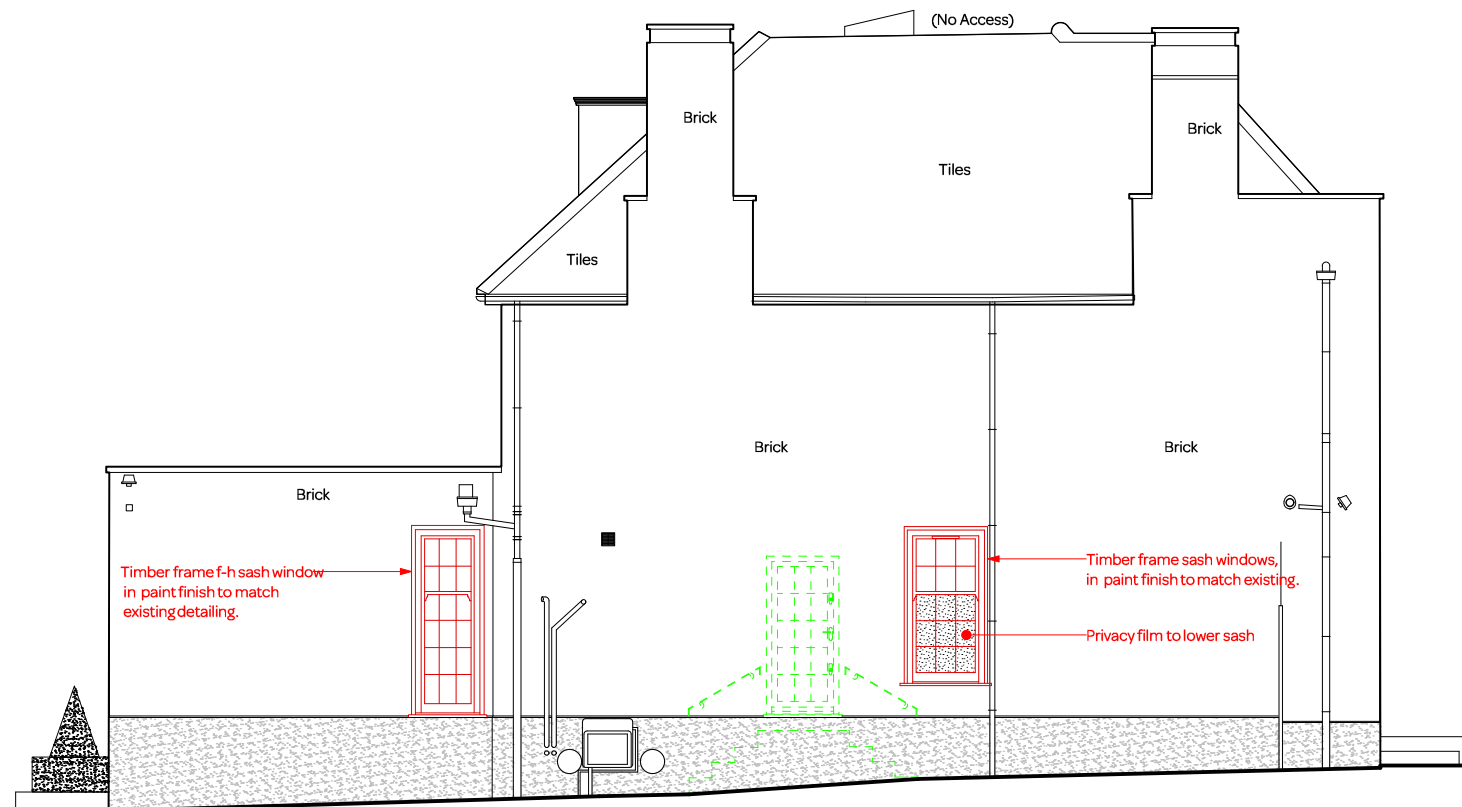 (No Access)
Brick
Brick
Tiles
Tiles
Brick
Brick
Brick
Timber frame f-h sash window
in paint finish to match
existing detailing.
Timber frame sash windows,
in paint finish to match existing.
Privacy film to lower sash